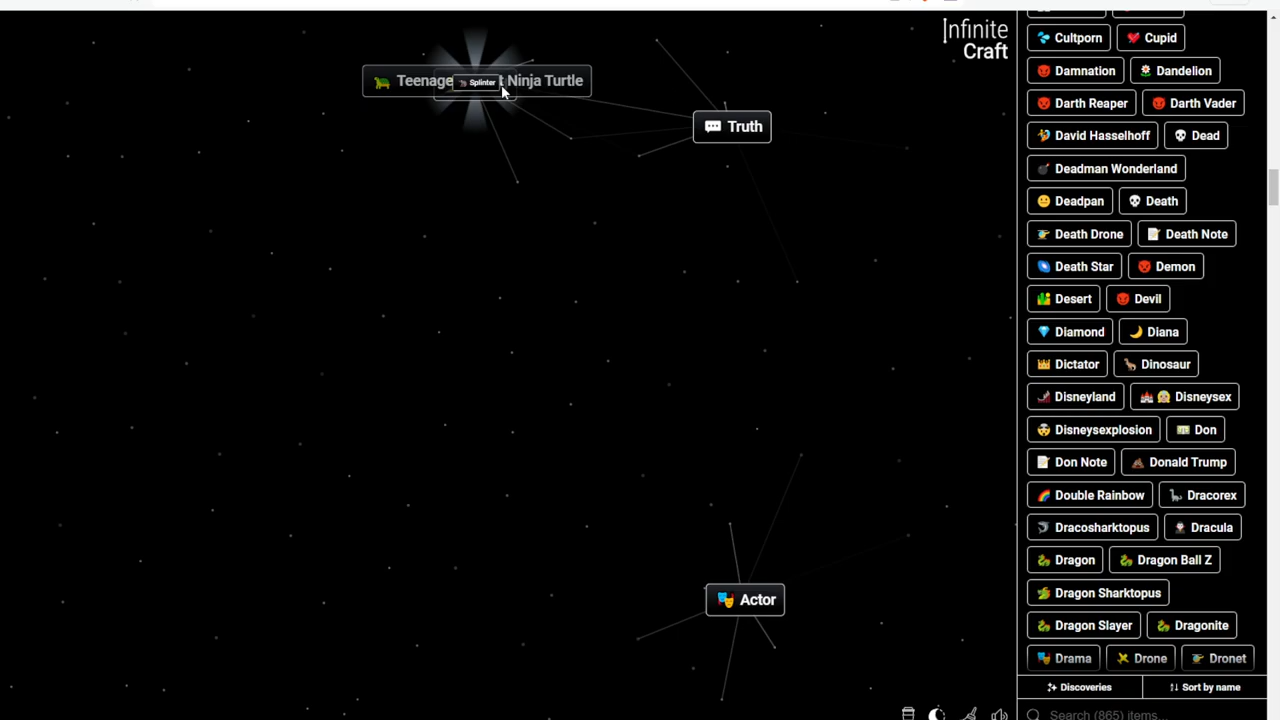 Infinite
Craft
Teenage t Ninja Turtle
Splinter
Truth
Actor
Cultporn Cupid
Damnation Dandelion
Darth Reaper Darth Vader
David Hasselhoff Dead
Deadman Wonderland
Deadpan Death
Death Drone Death Note
Death Star Demon
Desert Devil
Diamond Diana
Dictator Dinosaur
Disneyland Disneysex
Disneysexplosion Don
Don Note Donald Trump
Double Rainbow Dracorex
Dracosharktopus Dracula
Dragon Dragon Ball Z
Dragon Sharktopus
Dragon Slayer Dragonite
Drama Drone Dronet
Discoveries Sort by name
Search (865) items...